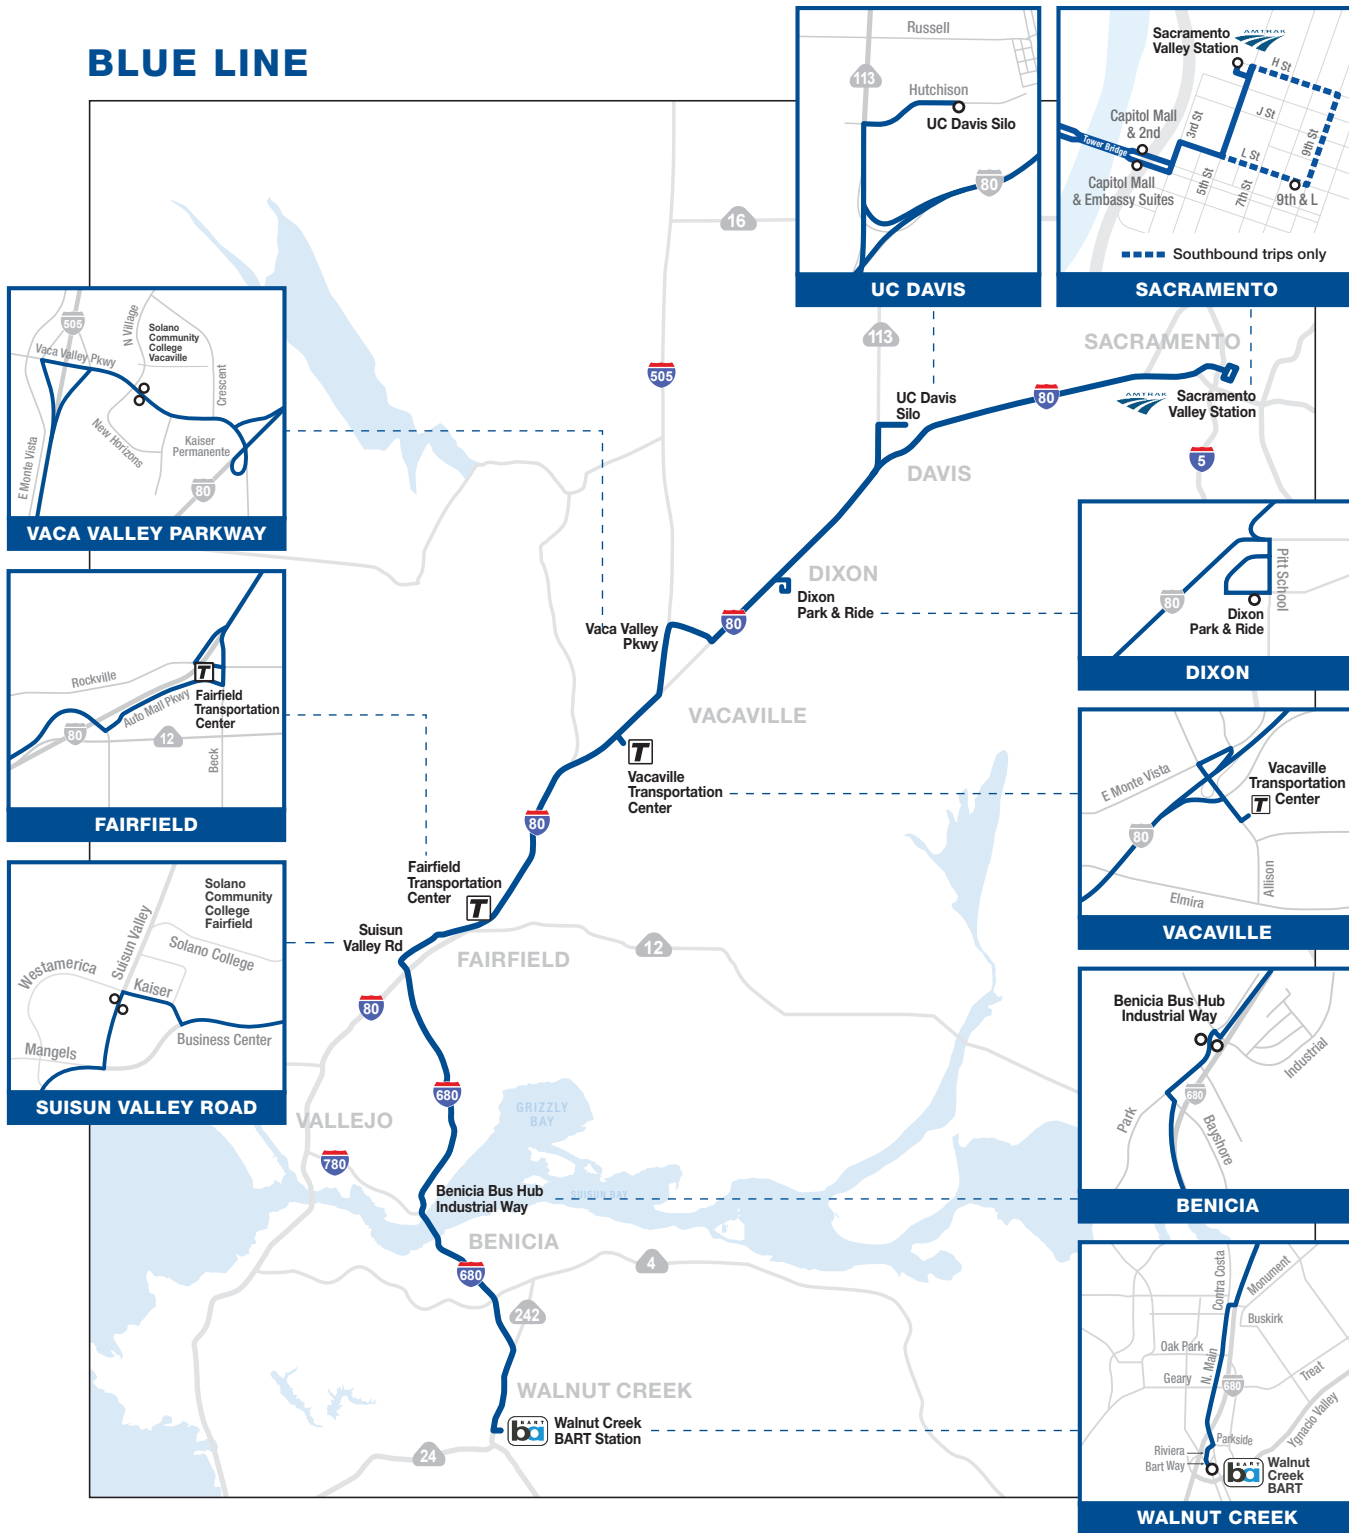 BLUE LINE
Russell
113
Hutchison
UC Davis Silo
80
UC DAVIS
Sacramento
Valley Station
AMTRAK
H St
J St
Capitol Mall
& 2nd
3rd St
9th St
Tower Bridge
L St
5th St
7th St
Capitol Mall
& Embassy Suites
9th & L
Southbound trips only
SACRAMENTO
16
505
Vaca Valley Pkwy
N Village
Solano
Community
College
Vacaville
Crescent
New Horizons
Kaiser
Permanente
E Monte Vista
80
VACA VALLEY PARKWAY
113
SACRAMENTO
505
UC Davis
Silo
80
AMTRAK
Sacramento
Valley Station
5
DAVIS
DIXON
Dixon
Park & Ride
80
Vaca Valley
Pkwy
Pitt School
80
Dixon
Park & Ride
DIXON
Rockville
Auto Mall Pkwy
T
Fairfield
Transportation
Center
80
12
Beck
FAIRFIELD
VACAVILLE
T
Vacaville
Transportation
Center
80
E Monte Vista
Vacaville
Transportation
Center
T
80
Allison
Elmira
VACAVILLE
Fairfield
Transportation
Center
T
Suisun
Valley Rd
FAIRFIELD
12
80
Solano
Community
College
Fairfield
Suisun Valley
Solano College
Westamerica
Kaiser
Business Center
Mangels
SUISUN VALLEY ROAD
680
VALLEJO
GRIZZLY
BAY
780
Benicia Bus Hub
Industrial Way
SUISUN BAY
BENICIA
Benicia Bus Hub
Industrial Way
Industrial
680
Park
Bayshore
BENICIA
680
4
242
WALNUT CREEK
BART
ba
Walnut Creek
BART Station
24
Contra Costa
Monument
Buskirk
Oak Park
N. Main
Geary
680
Treat
Ygnacio Valley
Parkside
Riviera
Bart Way
BART
ba
Walnut
Creek
BART
WALNUT CREEK